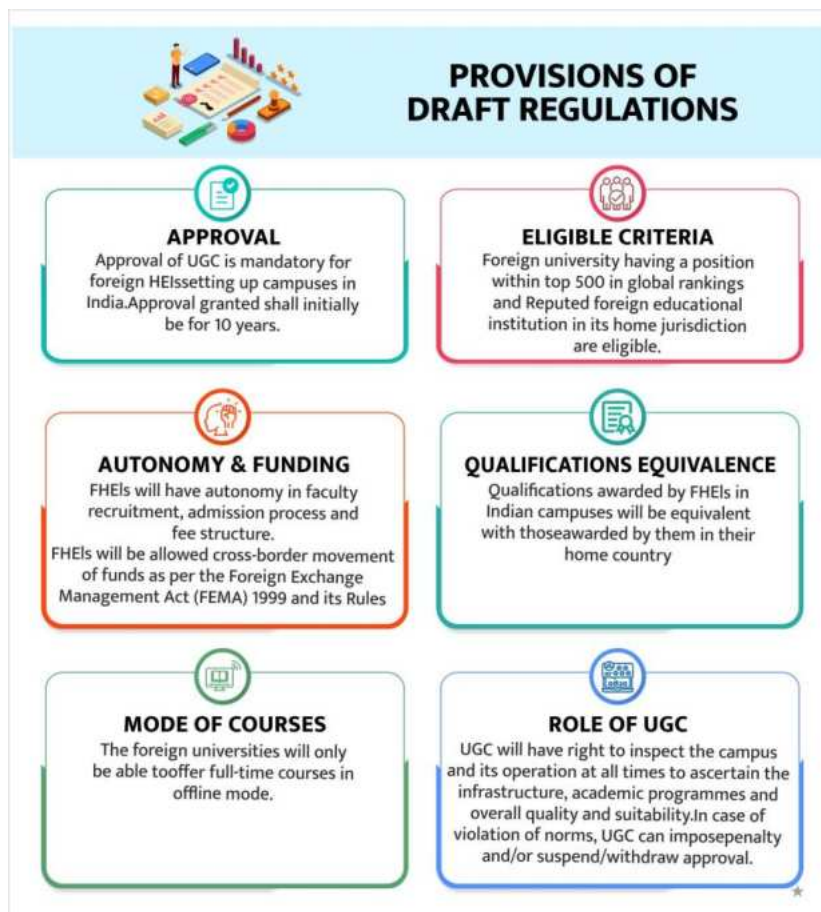 PROVISIONS OF
DRAFT REGULATIONS
APPROVAL
Approval of UGC is mandatory for
foreign HEIssetting up campuses in
India.Approval granted shall initially
be for 10 years.
ELIGIBLE CRITERIA
Foreign university having a position
within top 500 in global rankings
and Reputed foreign educational
institution in its home jurisdiction
are eligible.
AUTONOMY & FUNDING
FHEIs will have autonomy in faculty
recruitment, admission process and
fee structure.
FHEIs will be allowed cross-border movement
of funds as per the Foreign Exchange
Management Act (FEMA) 1999 and its Rules
QUALIFICATIONS EQUIVALENCE
Qualifications awarded by FHEIs in
Indian campuses will be equivalent
with thoseawarded by them in their
home country
MODE OF COURSES
The foreign universities will only
be able tooffer full-time courses in
offline mode.
ROLE OF UGC
UGC will have right to inspect the campus
and its operation at all times to ascertain the
infrastructure, academic programmes and
overall quality and suitability.In case of
violation of norms, UGC can imposepenalty
and/or suspend/withdraw approval.